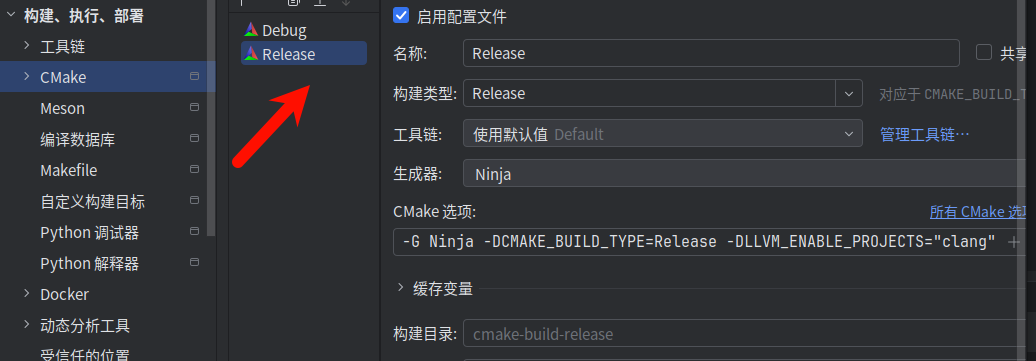 构建、执行、部署
工具链
CMake
Meson
编译数据库
Makefile
自定义构建目标
Python 调试器
Python 解释器
Docker
动态分析工具
受信任的位置
Debug
Release
启用配置文件
名称: Release 共享
构建类型: Release 对应于 CMAKE_BUILD_T
工具链: 使用默认值 Default 管理工具链…
生成器: Ninja
CMake 选项: 所有 CMake 选项
-G Ninja -DCMAKE_BUILD_TYPE=Release -DLLVM_ENABLE_PROJECTS="clang"
缓存变量
构建目录: cmake-build-release